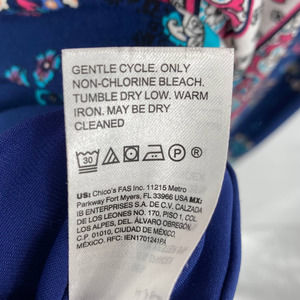 GENTLE CYCLE. ONLY
NON-CHLORINE BLEACH.
TUMBLE DRY LOW. WARM
IRON. MAY BE DRY
CLEANED
30
P
US: Chico's FAS Inc. 11215 Metro
Parkway Fort Myers, FL 33966 USA MX:
IB ENTERPRISES S.A. DE C.V. CALZADA
DE LOS LEONES NO. 170, PISO 1, COL.
LOS ALPES, DEL. ÁLVARO OBREGON,
C.P. 01010, CIUDAD DE MÉXICO
MÉXICO. RFC: IEN170124IPA